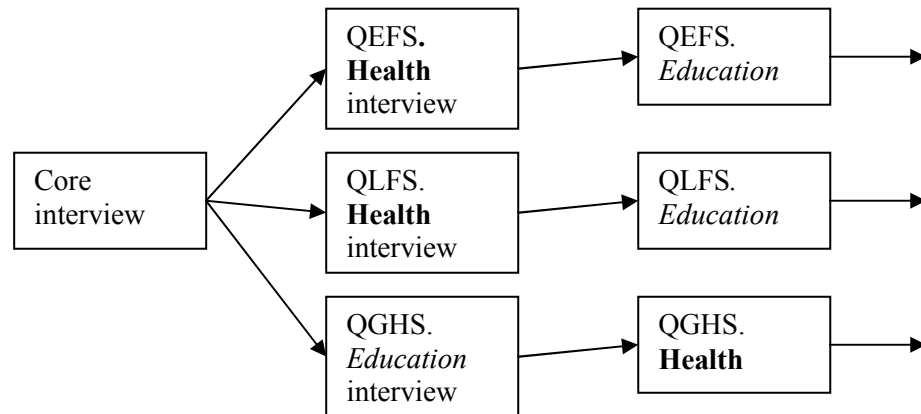 Core
interview
QEFS.
Health
interview
QEFS.
Education
QLFS.
Health
interview
QLFS.
Education
QGHS.
Education
interview
QGHS.
Health